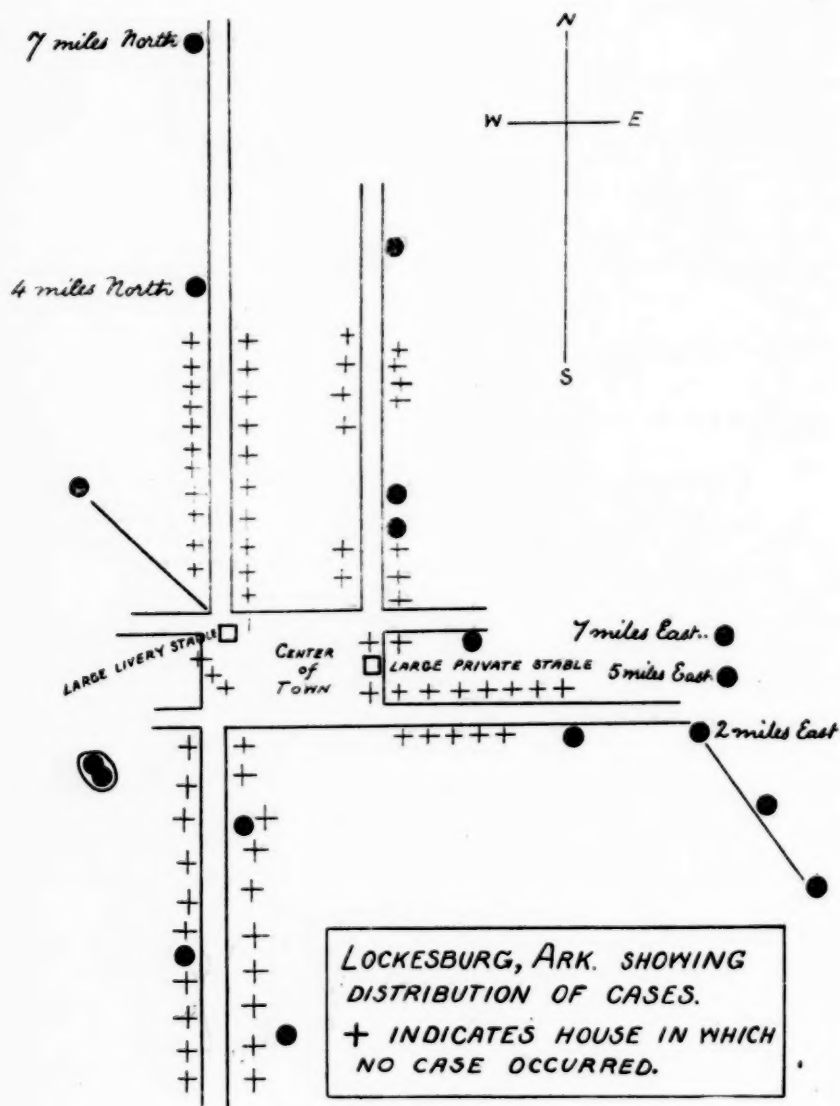 7 miles North
N
W
E
4 miles North
S
LARGE LIVERY STABLE
CENTER
OF
TOWN
LARGE PRIVATE STABLE
7 miles East..
5 miles East
2 miles East
LOCKESBURG, ARK. SHOWING
DISTRIBUTION OF CASES.
+ INDICATES HOUSE IN WHICH
NO CASE OCCURRED.